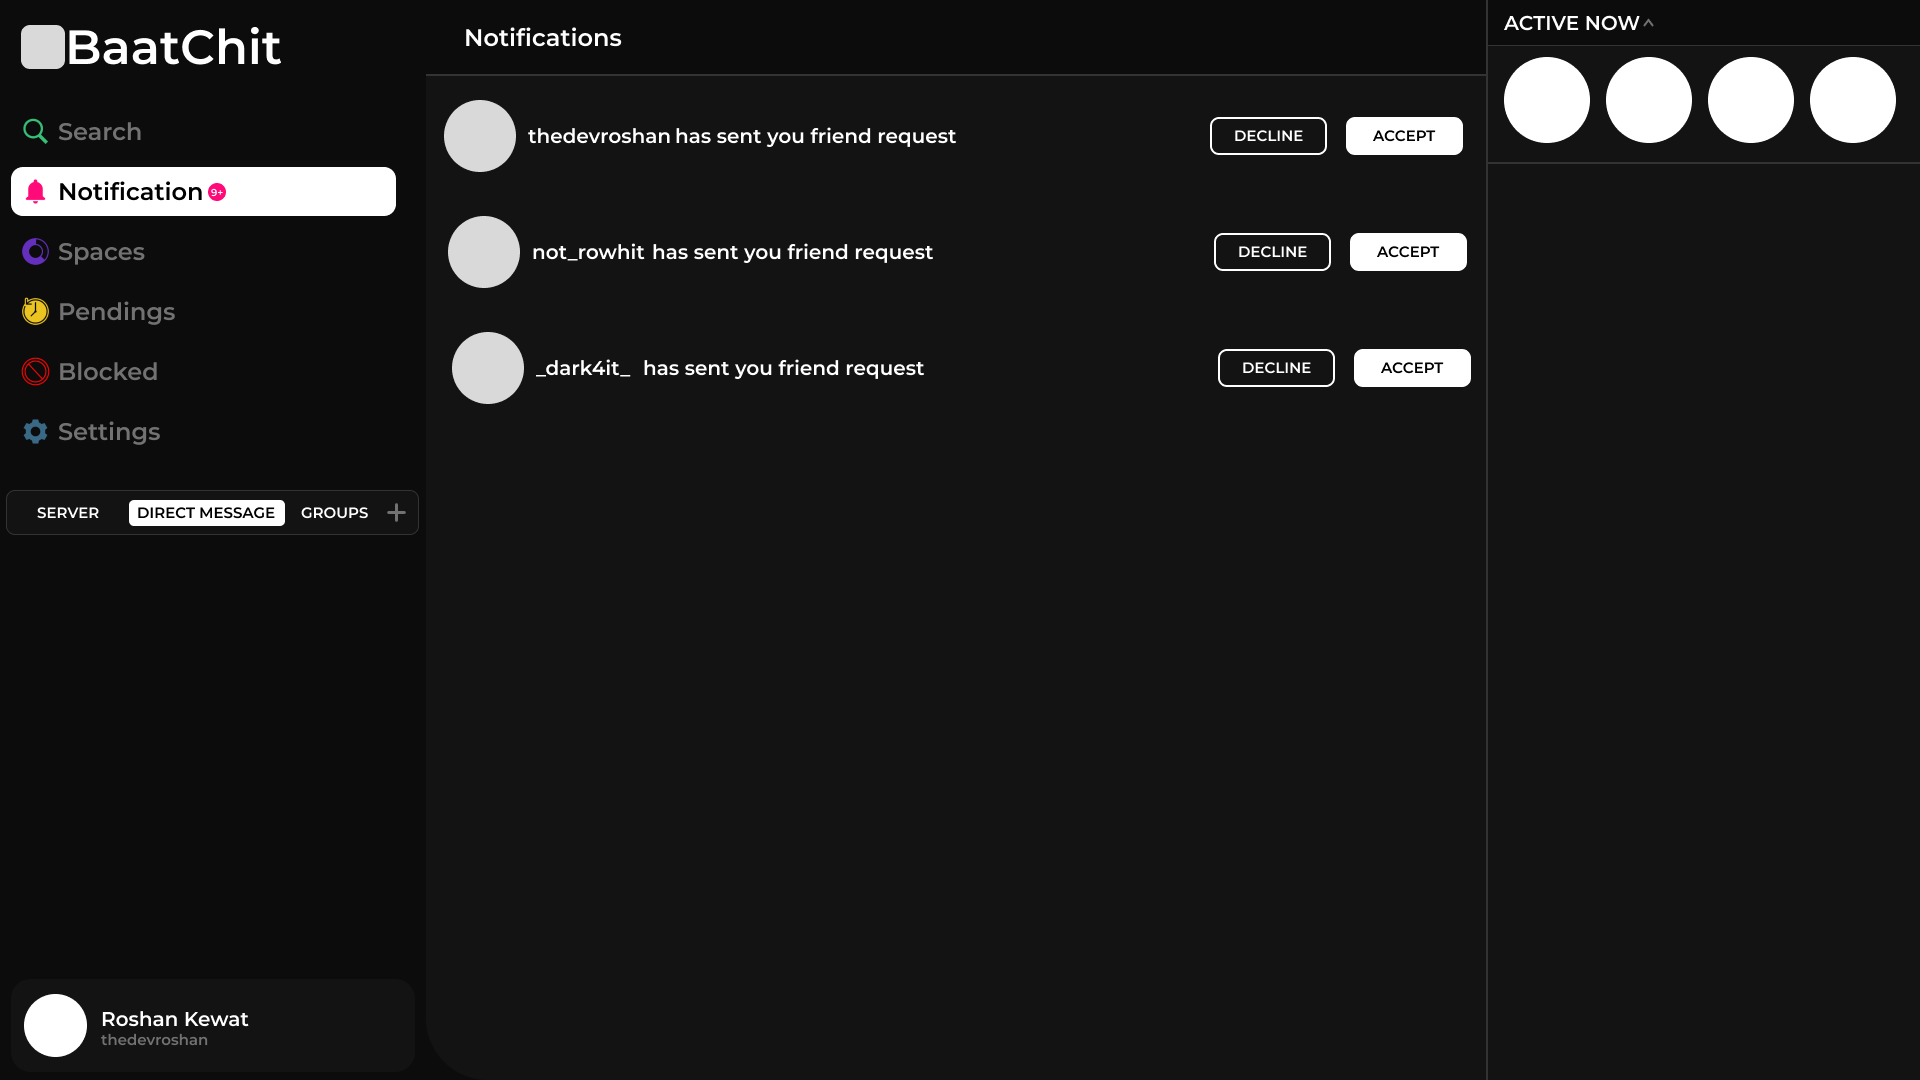 BaatChit
Search
Notification 9+
Spaces
Pendings
Blocked
Settings
SERVER DIRECT MESSAGE GROUPS
Roshan Kewat
thedevroshan
Notifications
thedevroshan has sent you friend request DECLINE ACCEPT
not_rowhit has sent you friend request DECLINE ACCEPT
_dark4it_ has sent you friend request DECLINE ACCEPT
ACTIVE NOW